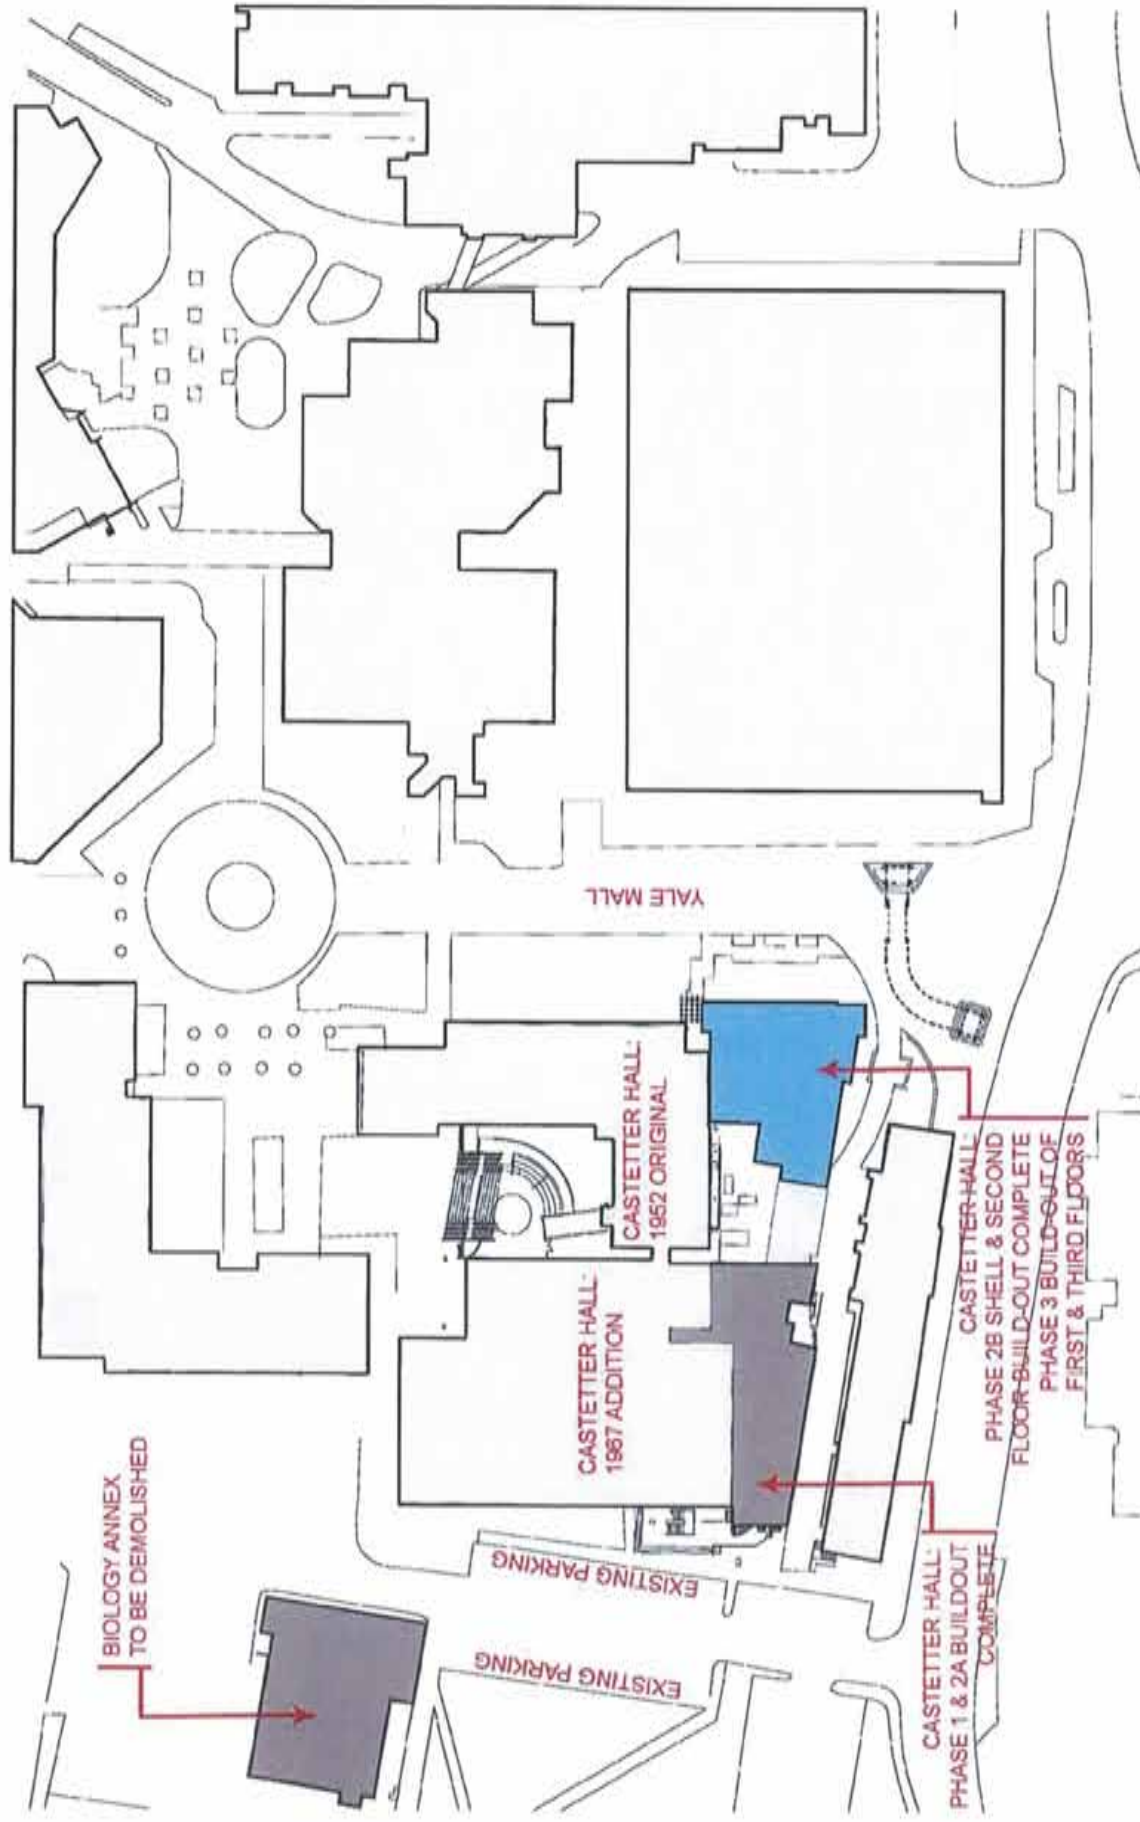 BIOLOGY ANNEX
TO BE DEMOLISHED
EXISTING PARKING
EXISTING PARKING
CASTETTER HALL:
1967 ADDITION
CASTETTER HALL:
1952 ORIGINAL
YALE MALL
CASTETTER HALL:
PHASE 1 & 2A BUILDOUT
COMPLETE
CASTETTER HALL:
PHASE 2B SHELL & SECOND
FLOOR BUILD-OUT COMPLETE
PHASE 3 BUILD-OUT OF
FIRST & THIRD FLOORS